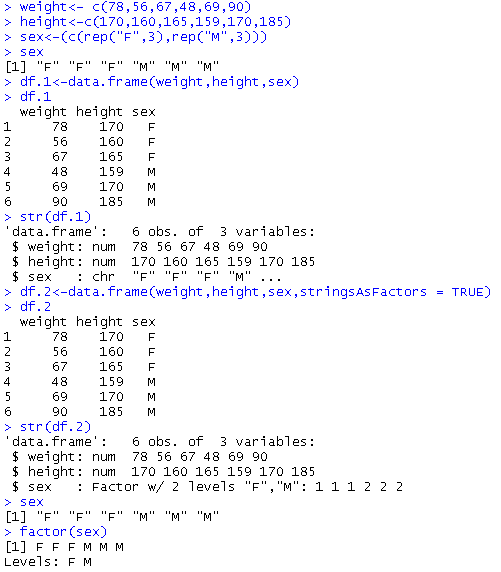 > weight<- c(78,56,67,48,69,90)
> height<-c(170,160,165,159,170,185)
> sex<-(c(rep("F",3),rep("M",3)))
> sex
[1] "F" "F" "F" "M" "M" "M"
> df.1<-data.frame(weight,height,sex)
> df.1
  weight height sex
1     78    170   F
2     56    160   F
3     67    165   F
4     48    159   M
5     69    170   M
6     90    185   M
> str(df.1)
'data.frame':   6 obs. of  3 variables:
 $ weight: num  78 56 67 48 69 90
 $ height: num  170 160 165 159 170 185
 $ sex   : chr  "F" "F" "F" "M" ...
> df.2<-data.frame(weight,height,sex,stringsAsFactors = TRUE)
> df.2
  weight height sex
1     78    170   F
2     56    160   F
3     67    165   F
4     48    159   M
5     69    170   M
6     90    185   M
> str(df.2)
'data.frame':   6 obs. of  3 variables:
 $ weight: num  78 56 67 48 69 90
 $ height: num  170 160 165 159 170 185
 $ sex   : Factor w/ 2 levels "F","M": 1 1 1 2 2 2
> sex
[1] "F" "F" "F" "M" "M" "M"
> factor(sex)
[1] F F F M M M
Levels: F M